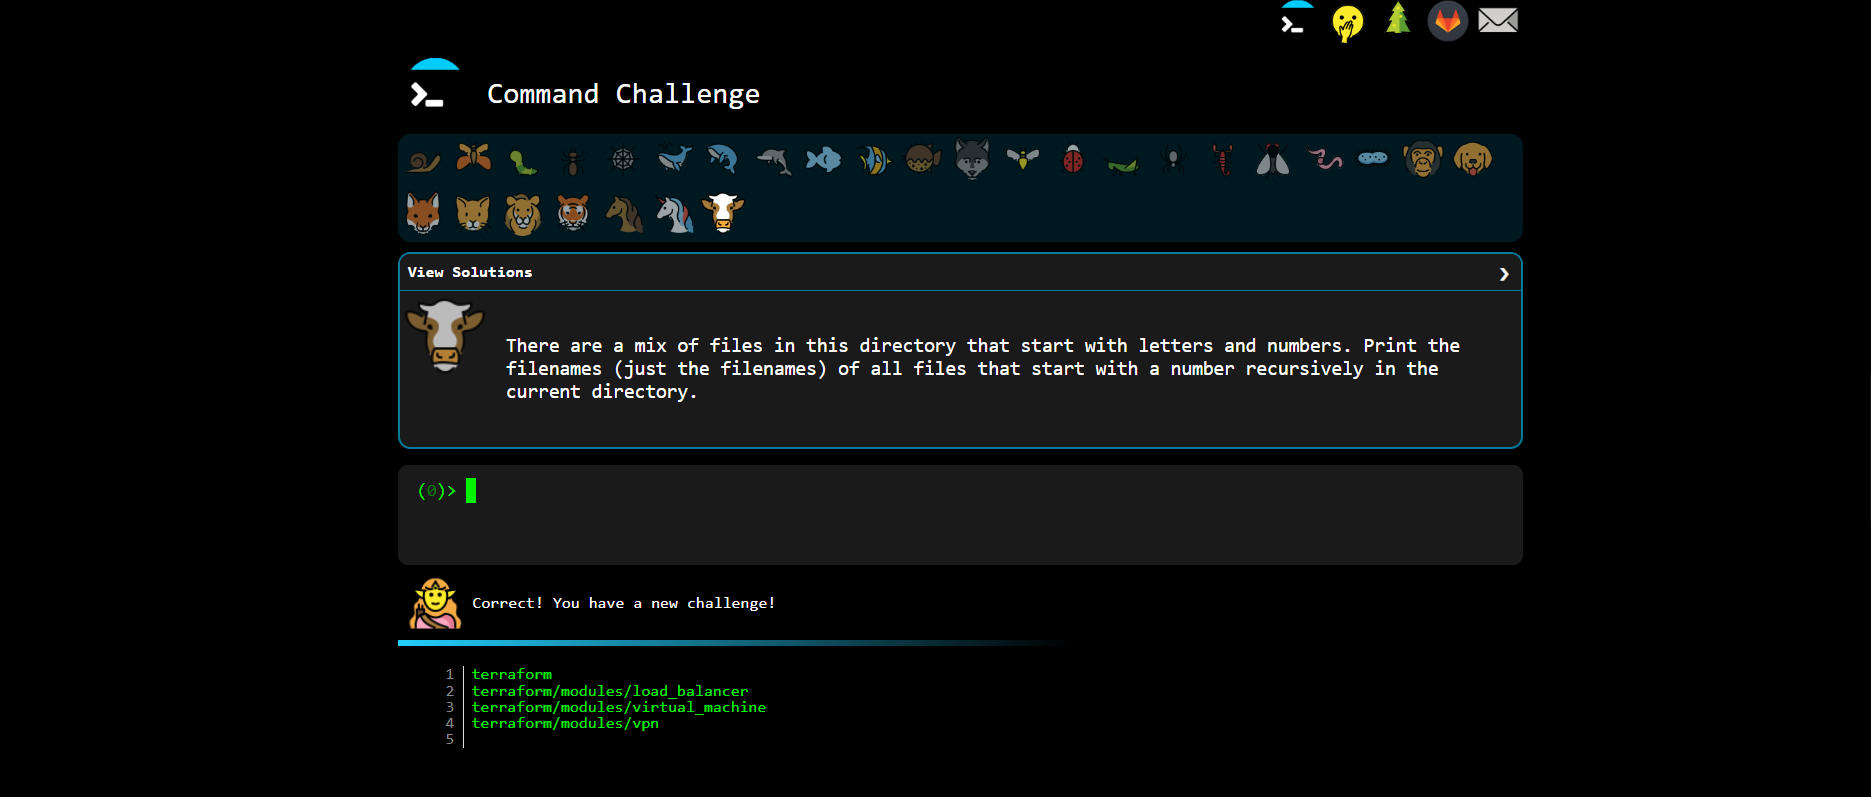 Command Challenge
View Solutions
There are a mix of files in this directory that start with letters and numbers. Print the
filenames (just the filenames) of all files that start with a number recursively in the
current directory.
(0)>
Correct! You have a new challenge!
1 terraform
2 terraform/modules/load_balancer
3 terraform/modules/virtual_machine
4 terraform/modules/vpn
5